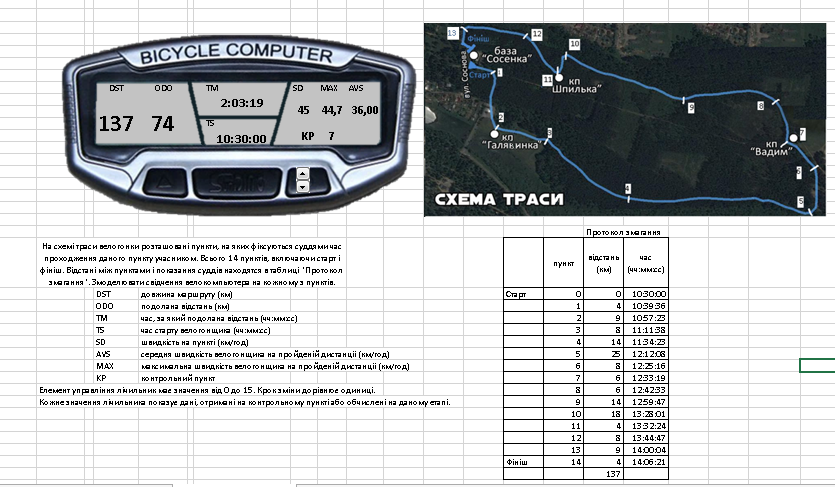 BICYCLE COMPUTER
DST ODO TM SD MAX AVS
137 74 2:03:19 45 44,7 36,00
TS
10:30:00 КР 7
13 12 10
Фініш база "Сосенка"
11 кп "Шпилька"
вул. Соснова
Старт 1
9 8 7
2 3
кп "Галявинка"
кп "Вадим"
6
4 5
СХЕМА ТРАСИ
Протокол змагання
На схемі траси велогонки розташовані пункти, на яких фіксується суддями час
проходження даного пункту учасником. Всього 14 пунктів, включаючи старт і
фініш. Відстані між пунктами і показання суддів находятся в таблиці "Протокол
змагання". Змоделювати свідчення велокомпьютера на кожному з пунктів.
DST довжина маршруту (км)
ODO подолана відстань (км)
TM час, за який подолана відстань (чч:мм:сс)
TS час старту велогонщика (чч:мм:сс)
SD швидкість на пункті (км/год)
AVS середня швидкість велогонщика на пройденій дистанції (км/год)
MAX максимальна швидкість велогонщика на пройденій дистанції (км/год)
КР контрольний пункт
Елемент управління лічильник має значення від 0 до 15. Крок зміни дорівнює одиниці.
Кожне значення лічильника показує дані, отримані на контрольному пункті або обчислені на даному етапі.
пункт відстань (км) час (чч:мм:сс)
Старт 0 0 10:30:00
1 4 10:39:36
2 9 10:57:23
3 8 11:11:38
4 14 11:34:23
5 25 12:12:08
6 8 12:25:16
7 6 12:33:19
8 6 12:42:33
9 14 12:59:47
10 18 13:28:01
11 4 13:32:24
12 8 13:44:47
13 9 14:00:04
Фініш 14 4 14:06:21
137